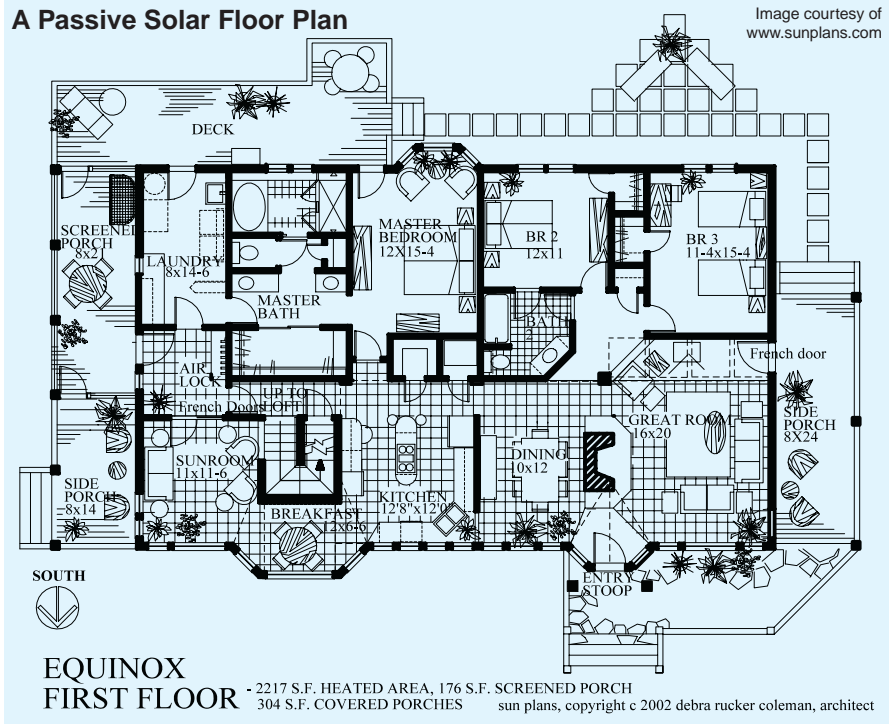 A Passive Solar Floor Plan
Image courtesy of
www.sunplans.com
DECK
SCREENED
PORCH
8x21
LAUNDRY
8x14-6
MASTER
BEDROOM
12X15-4
BR 2
12x11
BR 3
11-4x15-4
MASTER
BATH
BATH
2
French door
AIR
LOCK
UP TO
LOFT
French Doors
GREAT ROOM
16x20
SIDE
PORCH
8X24
SUNROOM
11x11-6
DINING
10x12
SIDE
PORCH
8x14
KITCHEN
12'8"x12'0"
BREAKFAST
12x6-6
SOUTH
ENTRY
STOOP
EQUINOX
FIRST FLOOR
- 2217 S.F. HEATED AREA, 176 S.F. SCREENED PORCH
304 S.F. COVERED PORCHES
sun plans, copyright c 2002 debra rucker coleman, architect